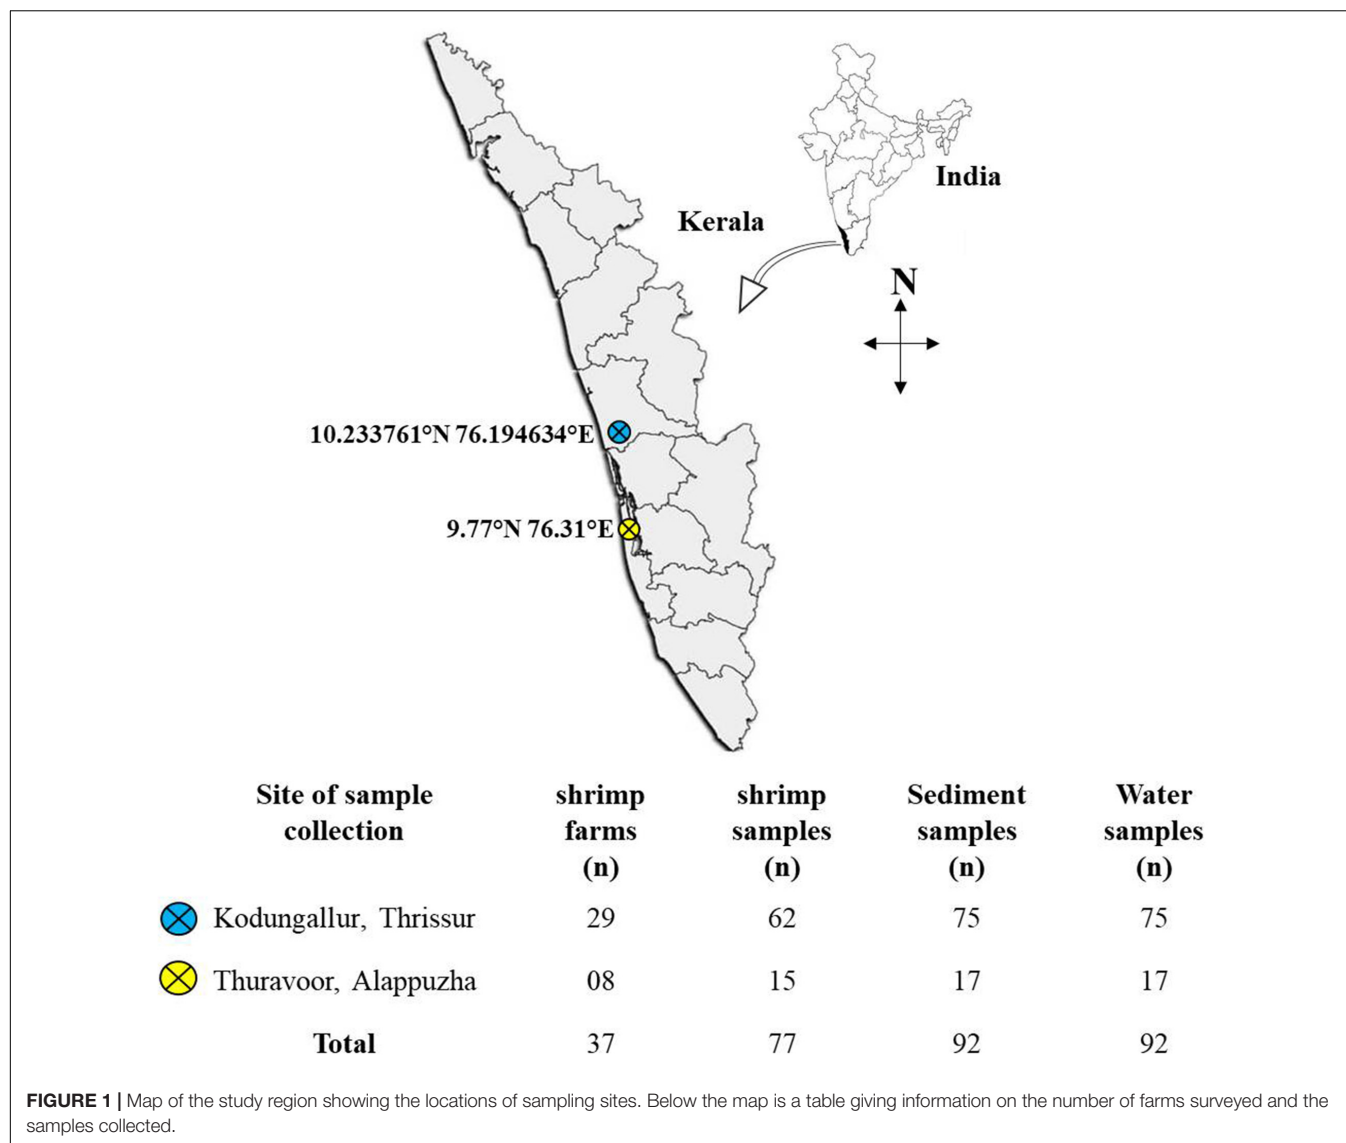 India
Kerala
N
10.233761°N 76.194634°E
9.77°N 76.31°E
Site of sample collection shrimp farms (n) shrimp samples (n) Sediment samples (n) Water samples (n)
Kodungallur, Thrissur 29 62 75 75
Thuravoor, Alappuzha 08 15 17 17
Total 37 77 92 92
FIGURE 1 | Map of the study region showing the locations of sampling sites. Below the map is a table giving information on the number of farms surveyed and the
samples collected.